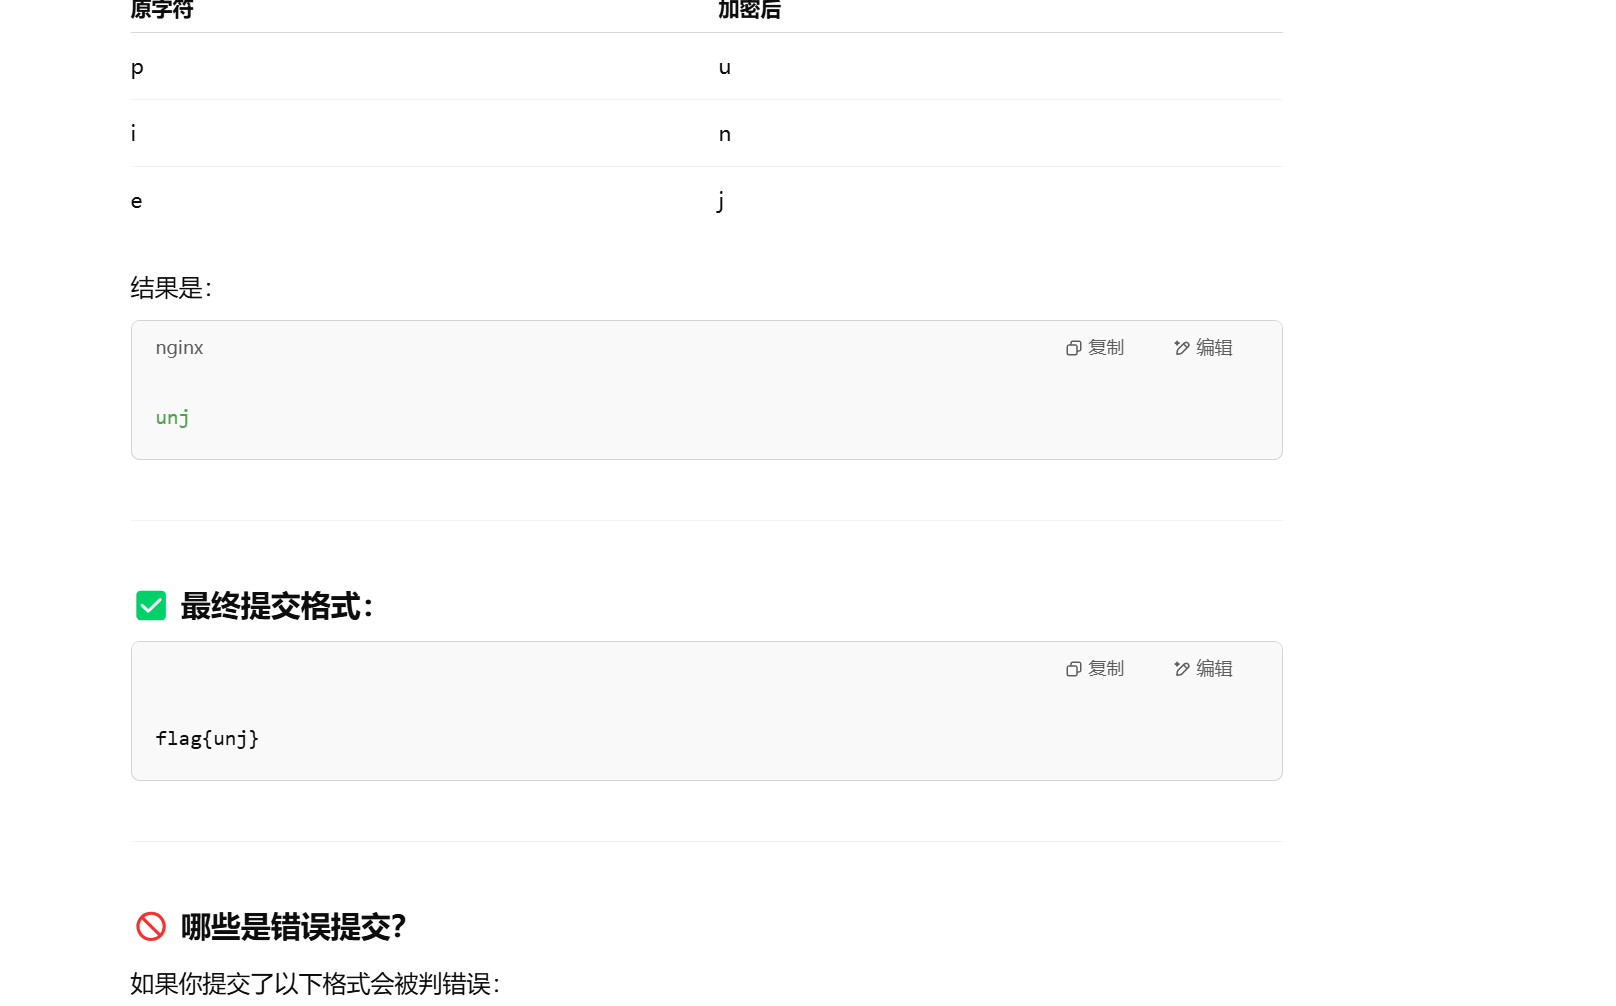 原字符 加密后
p u
i n
e j
结果是：
nginx 复制 编辑
unj
最终提交格式：
复制 编辑
flag{unj}
哪些是错误提交？
如果你提交了以下格式会被判错误：